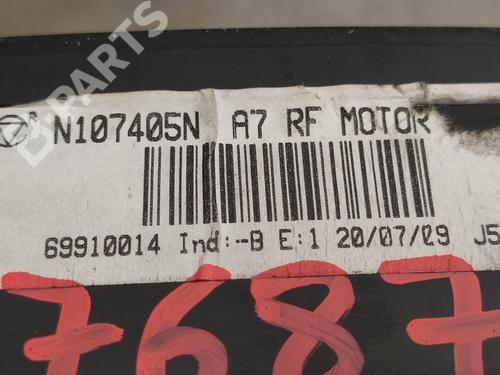 B-PARTS
N107405N A7 RF MOTOR
69910014 Ind:-B E:1 20/07/09 J5
7687